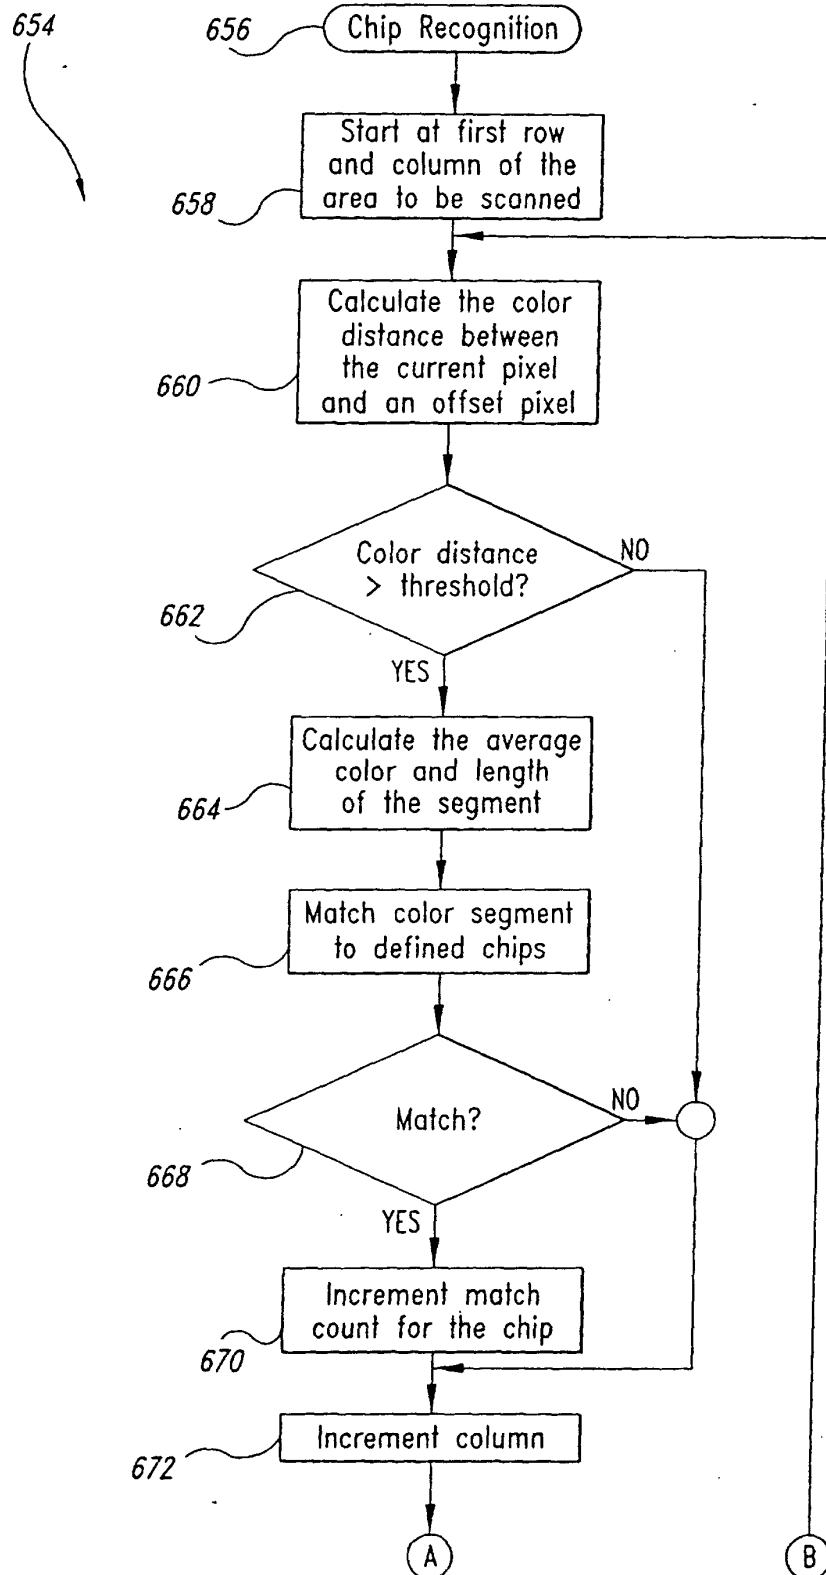 654
656
Chip Recognition
Start at first row
and column of the
area to be scanned
658
Calculate the color
distance between
the current pixel
and an offset pixel
660
Color distance
> threshold?
NO
662
YES
Calculate the average
color and length
of the segment
664
Match color segment
to defined chips
666
Match?
NO
668
YES
Increment match
count for the chip
670
Increment column
672
A
B